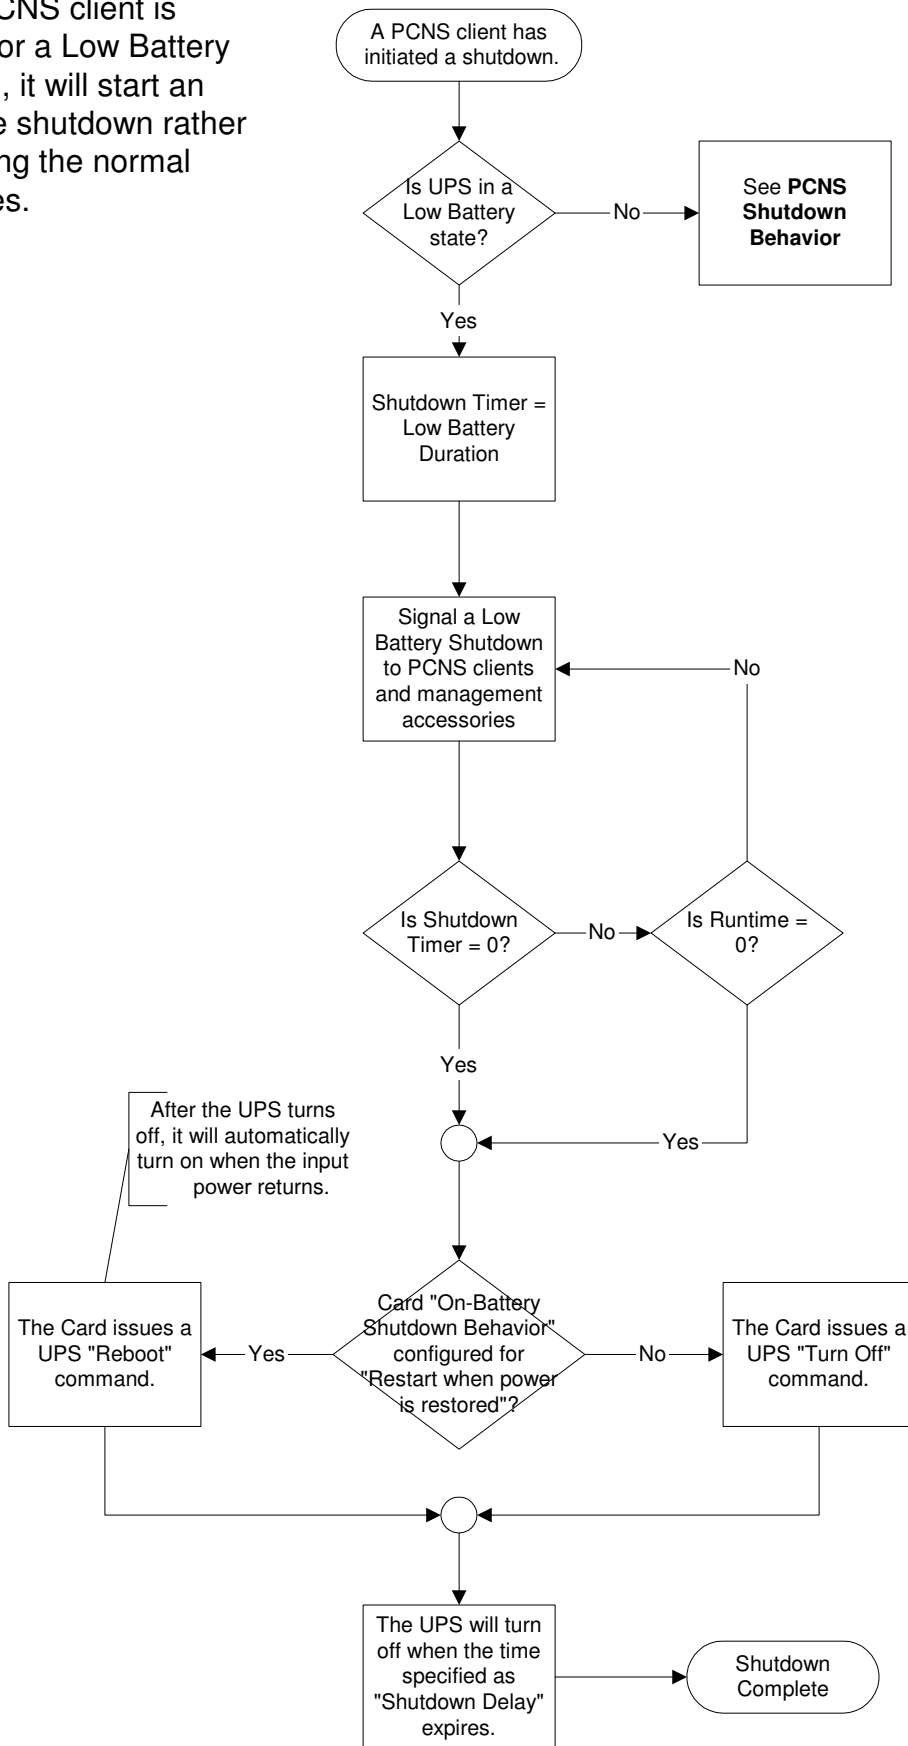 CNS client is
or a Low Battery
, it will start an
e shutdown rather
ng the normal
es.
A PCNS client has
initiated a shutdown.
Is UPS in a
Low Battery
state?
No
See PCNS
Shutdown
Behavior
Yes
Shutdown Timer =
Low Battery
Duration
Signal a Low
Battery Shutdown
to PCNS clients
and management
accessories
No
Is Shutdown
Timer = 0?
No
Is Runtime =
0?
Yes
Yes
After the UPS turns
off, it will automatically
turn on when the input
power returns.
The Card issues a
UPS "Reboot"
command.
Yes
Card "On-Battery
Shutdown Behavior"
configured for
"Restart when power
is restored"?
No
The Card issues a
UPS "Turn Off"
command.
The UPS will turn
off when the time
specified as
"Shutdown Delay"
expires.
Shutdown
Complete